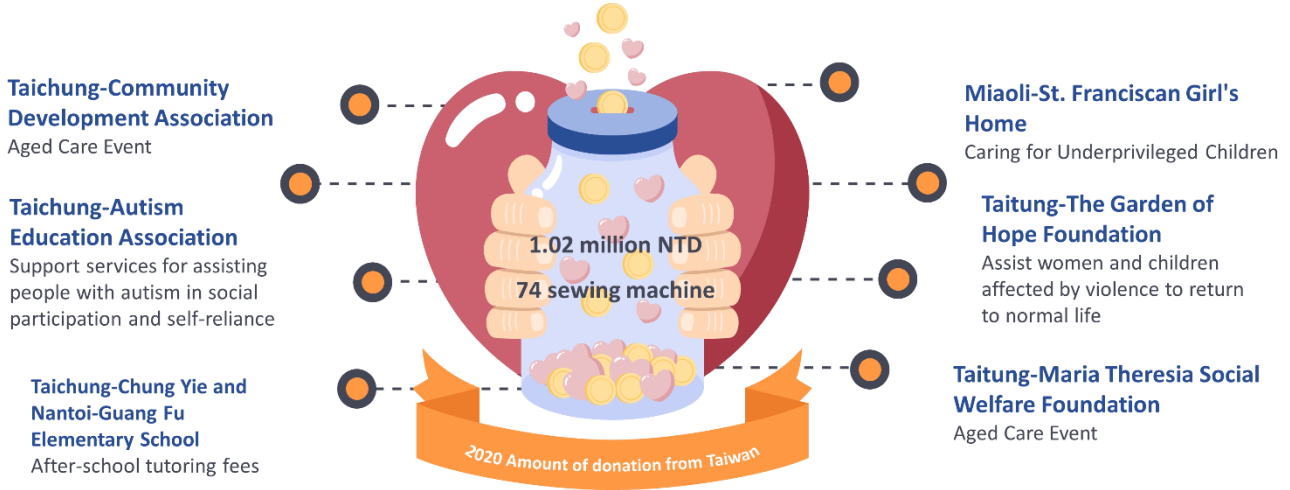 Taichung-Community
Development Association
Aged Care Event
Taichung-Autism
Education Association
Support services for assisting
people with autism in social
participation and self-reliance
Taichung-Chung Yie and
Nantoi-Guang Fu
Elementary School
After-school tutoring fees
1.02 million NTD
74 sewing machine
2020 Amount of donation from Taiwan
Miaoli-St. Franciscan Girl's
Home
Caring for Underprivileged Children
Taitung-The Garden of
Hope Foundation
Assist women and children
affected by violence to return
to normal life
Taitung-Maria Theresia Social
Welfare Foundation
Aged Care Event